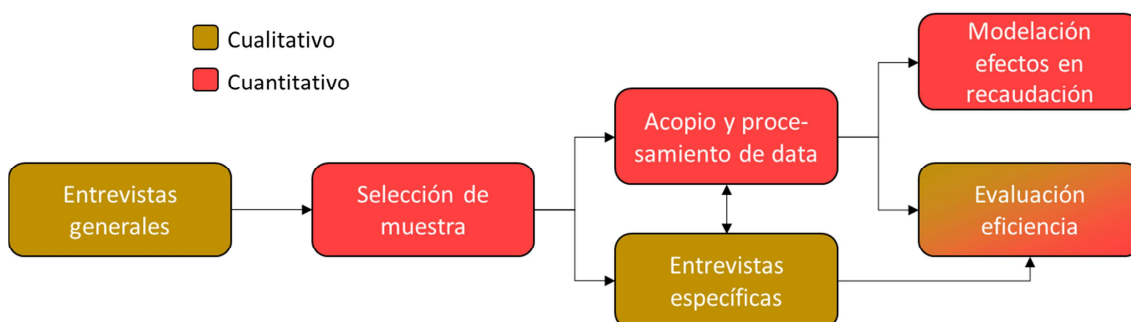 Cualitativo
Cuantitativo
Entrevistas
generales
Selección de
muestra
Acopio y proce-
samiento de data
Entrevistas
específicas
Modelación
efectos en
recaudación
Evaluación
eficiencia